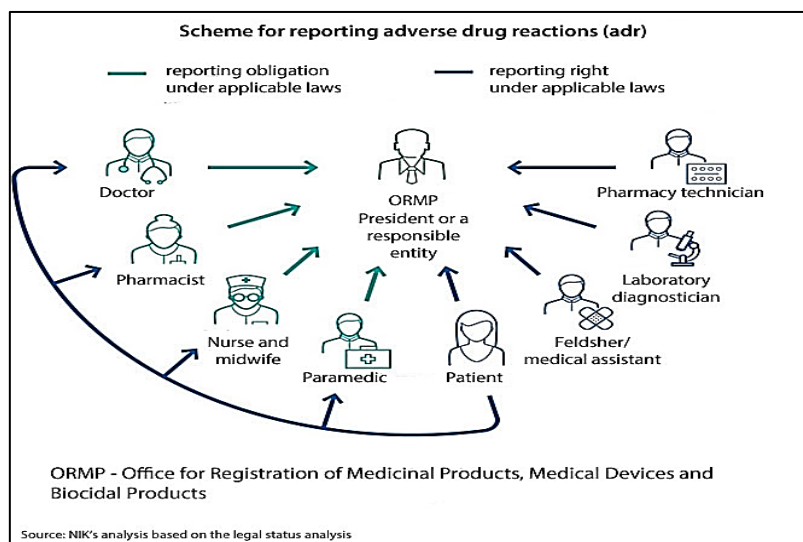 Scheme for reporting adverse drug reactions (adr)
reporting obligation
under applicable laws
reporting right
under applicable laws
Doctor
ORMP
President or a
responsible
entity
Pharmacy technician
Pharmacist
Laboratory
diagnostician
Nurse and
midwife
Feldsher/
medical assistant
Paramedic
Patient
ORMP - Office for Registration of Medicinal Products, Medical Devices and
Biocidal Products
Source: NIK's analysis based on the legal status analysis